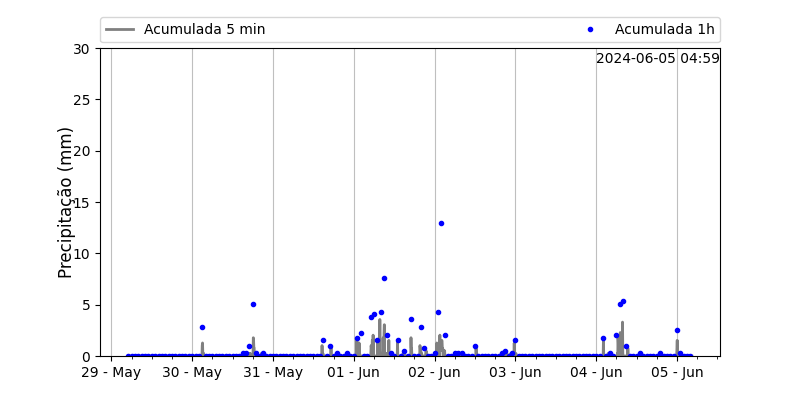 Acumulada 5 min
Acumulada 1h
2024-06-05 04:59
Precipitação (mm)
30
25
20
15
10
5
0
29 - May
30 - May
31 - May
01 - Jun
02 - Jun
03 - Jun
04 - Jun
05 - Jun